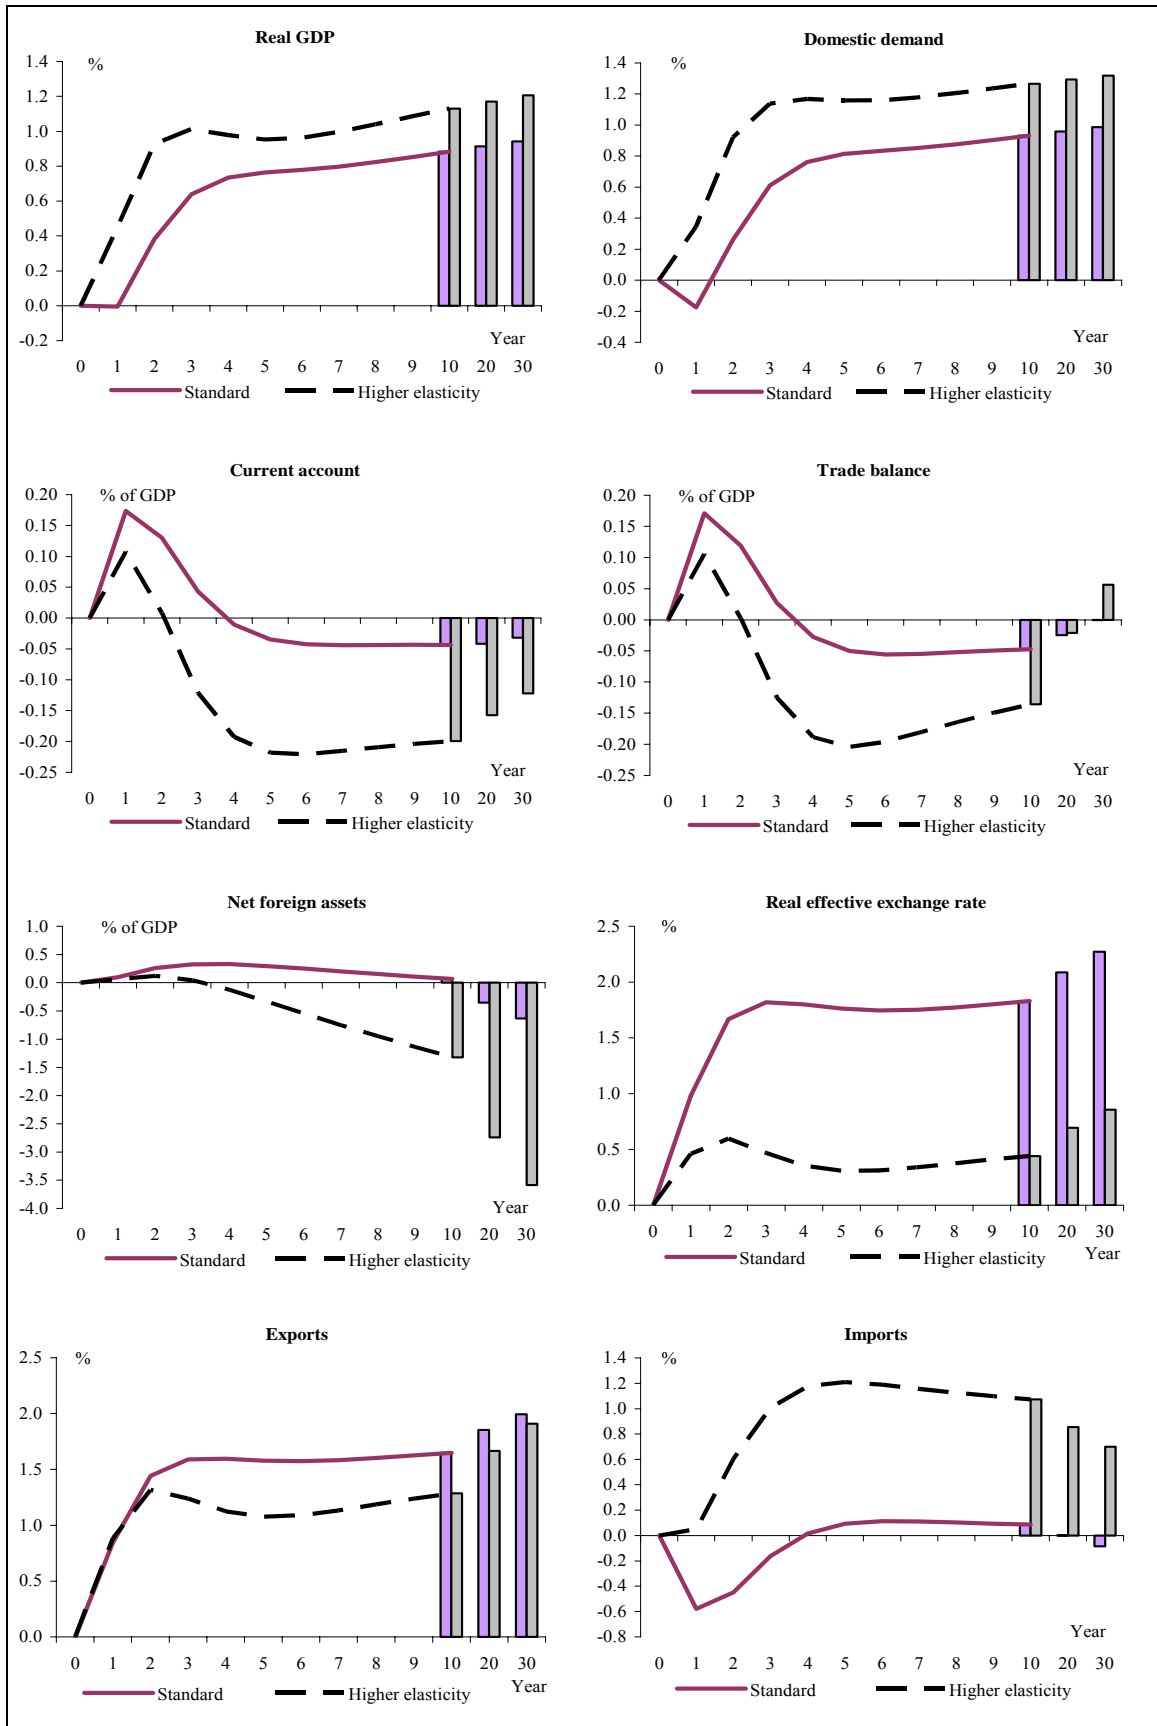 Real GDP
%
1.4
1.2
1.0
0.8
0.6
0.4
0.2
0.0
-0.2
Year
0 1 2 3 4 5 6 7 8 9 10 20 30
Standard Higher elasticity
Domestic demand
%
1.4
1.2
1.0
0.8
0.6
0.4
0.2
0.0
-0.2
-0.4
Year
0 1 2 3 4 5 6 7 8 9 10 20 30
Standard Higher elasticity
Current account
% of GDP
0.20
0.15
0.10
0.05
0.00
-0.05
-0.10
-0.15
-0.20
-0.25
Year
0 1 2 3 4 5 6 7 8 9 10 20 30
Standard Higher elasticity
Trade balance
% of GDP
0.20
0.15
0.10
0.05
0.00
-0.05
-0.10
-0.15
-0.20
-0.25
Year
0 1 2 3 4 5 6 7 8 9 10 20 30
Standard Higher elasticity
Net foreign assets
% of GDP
1.0
0.5
0.0
-0.5
-1.0
-1.5
-2.0
-2.5
-3.0
-3.5
-4.0
Year
0 1 2 3 4 5 6 7 8 9 10 20 30
Standard Higher elasticity
Real effective exchange rate
%
2.5
2.0
1.5
1.0
0.5
0.0
0 1 2 3 4 5 6 7 8 9 10 20 30
Year
Standard Higher elasticity
Exports
%
2.5
2.0
1.5
1.0
0.5
0.0
0 1 2 3 4 5 6 7 8 9 10 20 30
Year
Standard Higher elasticity
Imports
%
1.4
1.2
1.0
0.8
0.6
0.4
0.2
0.0
-0.2
-0.4
-0.6
-0.8
Year
0 1 2 3 4 5 6 7 8 9 10 20 30
Standard Higher elasticity